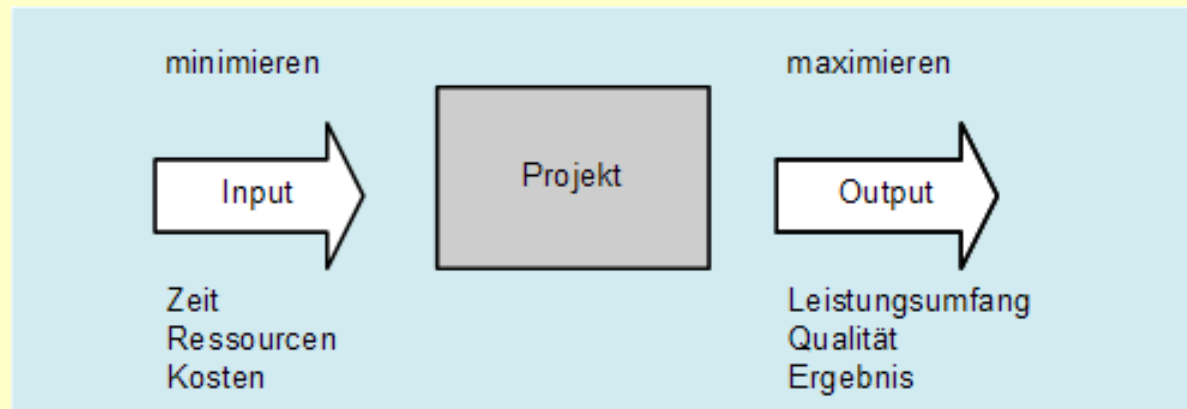 minimieren
maximieren
Input
Projekt
Output
Zeit
Ressourcen
Kosten
Leistungsumfang
Qualität
Ergebnis